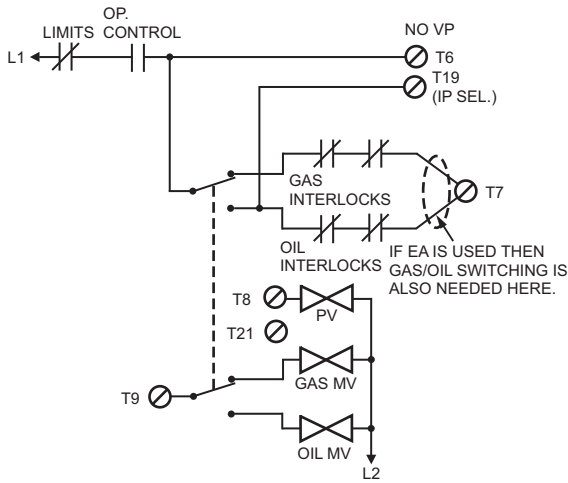 OP.
LIMITS CONTROL
NO VP
L1
T6
T19
(IP SEL.)
GAS
INTERLOCKS
T7
OIL
INTERLOCKS
IF EA IS USED THEN
GAS/OIL SWITCHING IS
ALSO NEEDED HERE.
T8
PV
T21
GAS MV
T9
OIL MV
L2